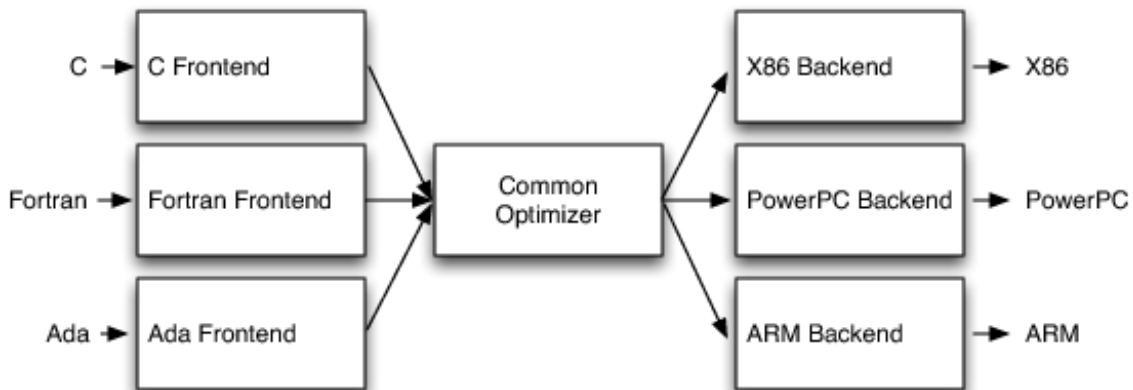 C
C Frontend
X86 Backend
X86
Fortran
Fortran Frontend
Common
Optimizer
PowerPC Backend
PowerPC
Ada
Ada Frontend
ARM Backend
ARM